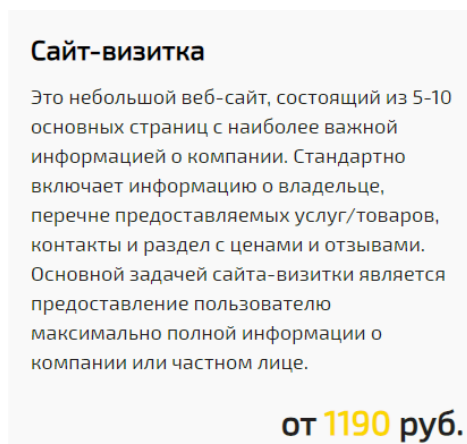 Сайт-визитка
Это небольшой веб-сайт, состоящий из 5-10
основных страниц с наиболее важной
информацией о компании. Стандартно
включает информацию о владельце,
перечне предоставляемых услуг/товаров,
контакты и раздел с ценами и отзывами.
Основной задачей сайта-визитки является
предоставление пользователю
максимально полной информации о
компании или частном лице.
от 1190 руб.